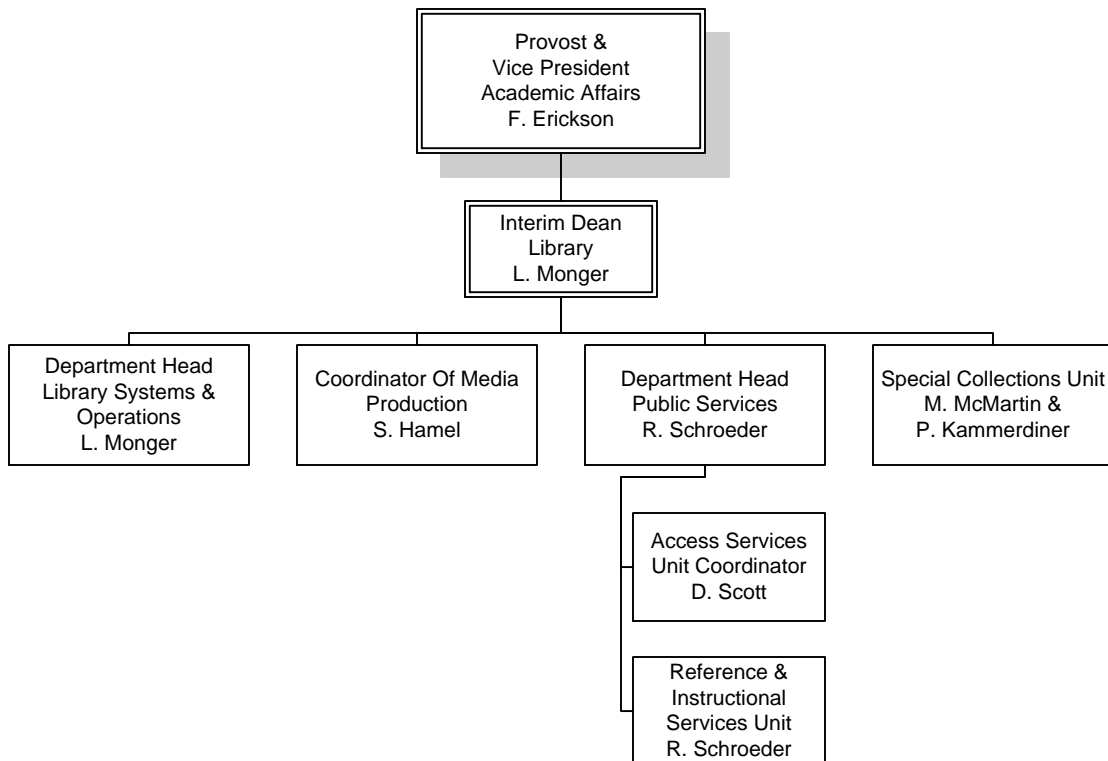 Provost &
Vice President
Academic Affairs
F. Erickson
Interim Dean
Library
L. Monger
Department Head
Library Systems &
Operations
L. Monger
Coordinator Of Media
Production
S. Hamel
Department Head
Public Services
R. Schroeder
Special Collections Unit
M. McMartin &
P. Kammerdiner
Access Services
Unit Coordinator
D. Scott
Reference &
Instructional
Services Unit
R. Schroeder